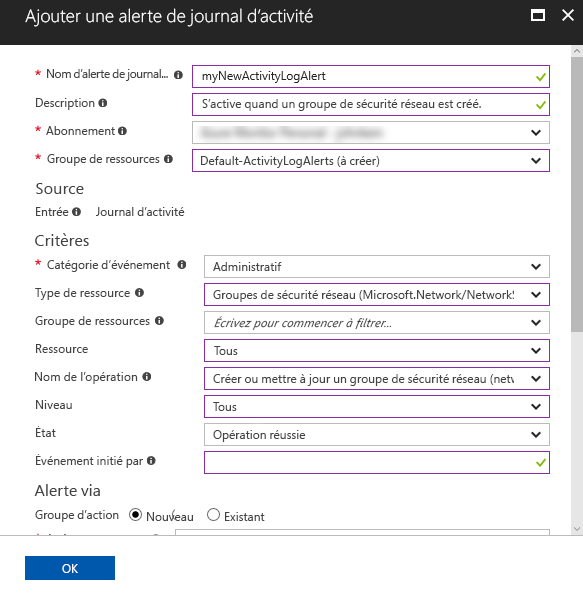 Ajouter une alerte de journal d'activité
* Nom d'alerte de journal... myNewActivityLogAlert
Description S'active quand un groupe de sécurité réseau est créé.
* Abonnement
* Groupe de ressources Default-ActivityLogAlerts (à créer)
Source
Entrée Journal d'activité
Critères
* Catégorie d'événement Administratif
Type de ressource Groupes de sécurité réseau (Microsoft.Network/Network
Groupe de ressources Écrivez pour commencer à filtrer...
Ressource Tous
Nom de l'opération Créer ou mettre à jour un groupe de sécurité réseau (netw
Niveau Tous
État Opération réussie
Événement initié par
Alerte via
Groupe d'action Nouveau Existant
OK